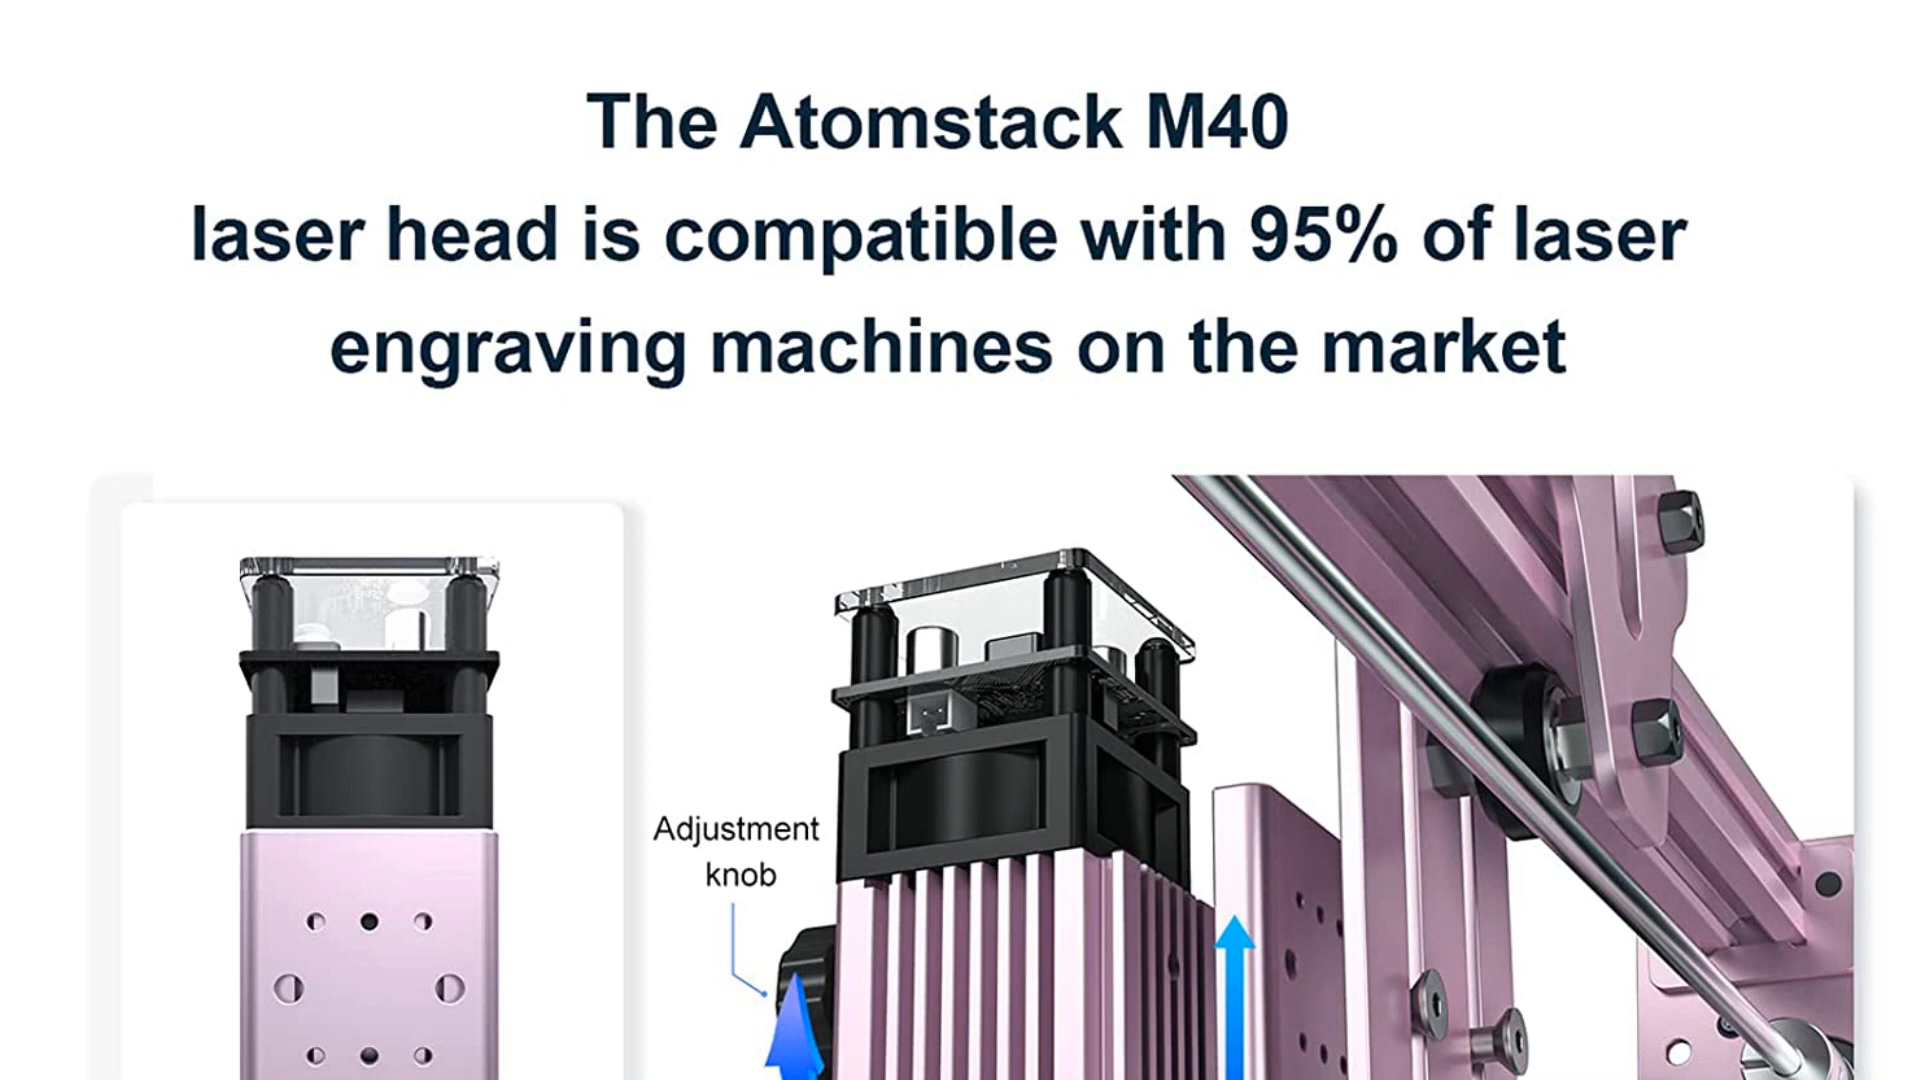 The Atomstack M40
laser head is compatible with 95% of laser
engraving machines on the market
Adjustment
knob